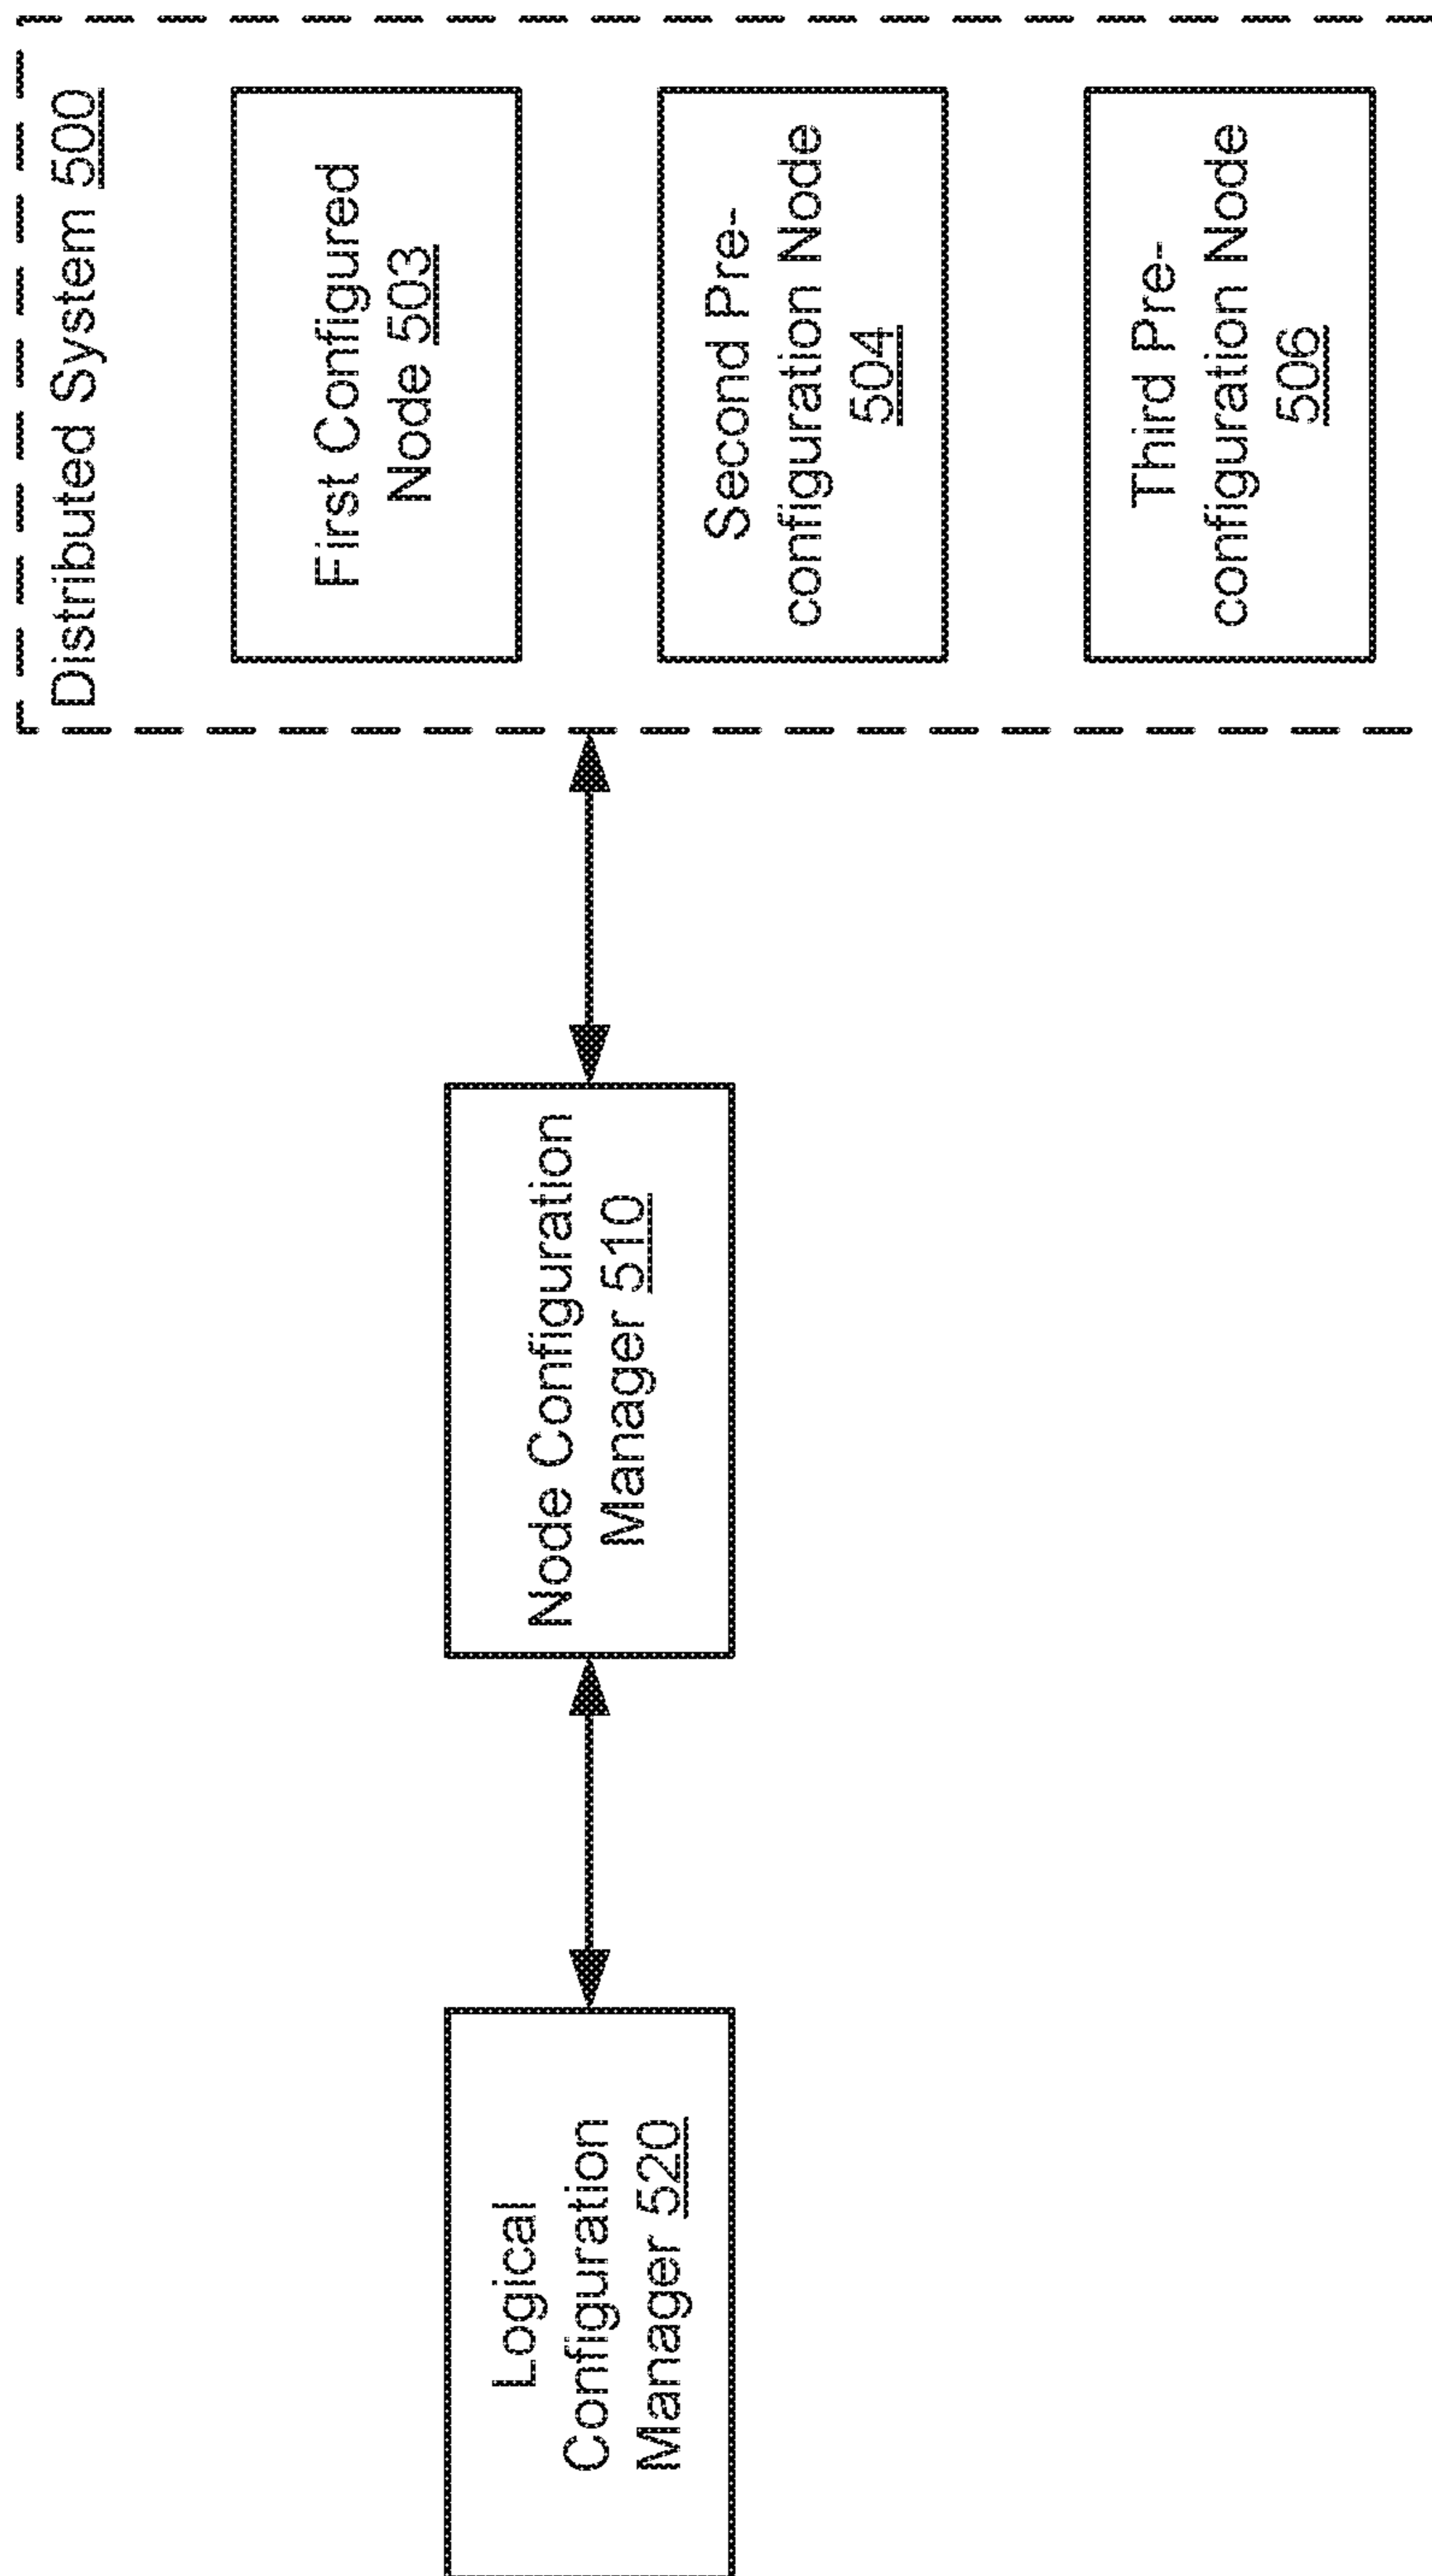 Logical
Configuration
Manager 520
Node Configuration
Manager 510
Distributed System 500
First Configured
Node 503
Second Pre-
configuration Node
504
Third Pre-
configuration Node
506